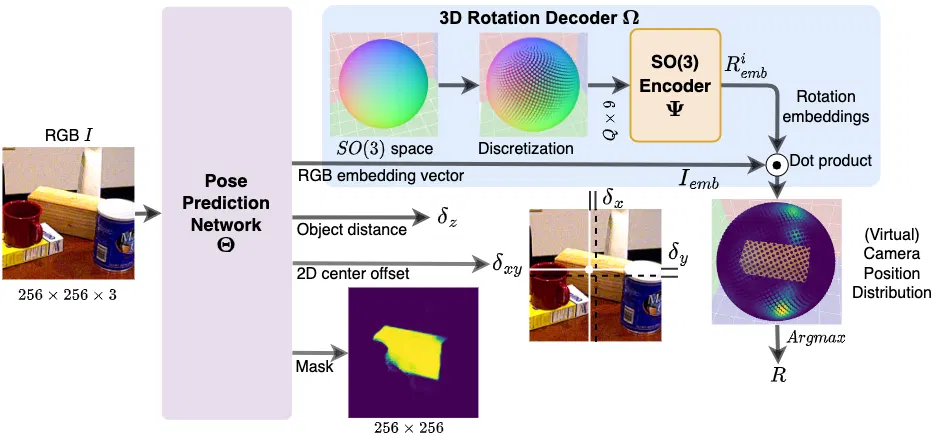 3D Rotation Decoder Ω
SO(3) space
Discretization
Q × 6
SO(3)
Encoder
Ψ
R^i_emb
Rotation
embeddings
Dot product
RGB I
256 × 256 × 3
Pose
Prediction
Network
Θ
RGB embedding vector
I_emb
Object distance
δ_z
2D center offset
δ_xy
δ_x
δ_y
(Virtual)
Camera
Position
Distribution
Mask
256 × 256
Argmax
R